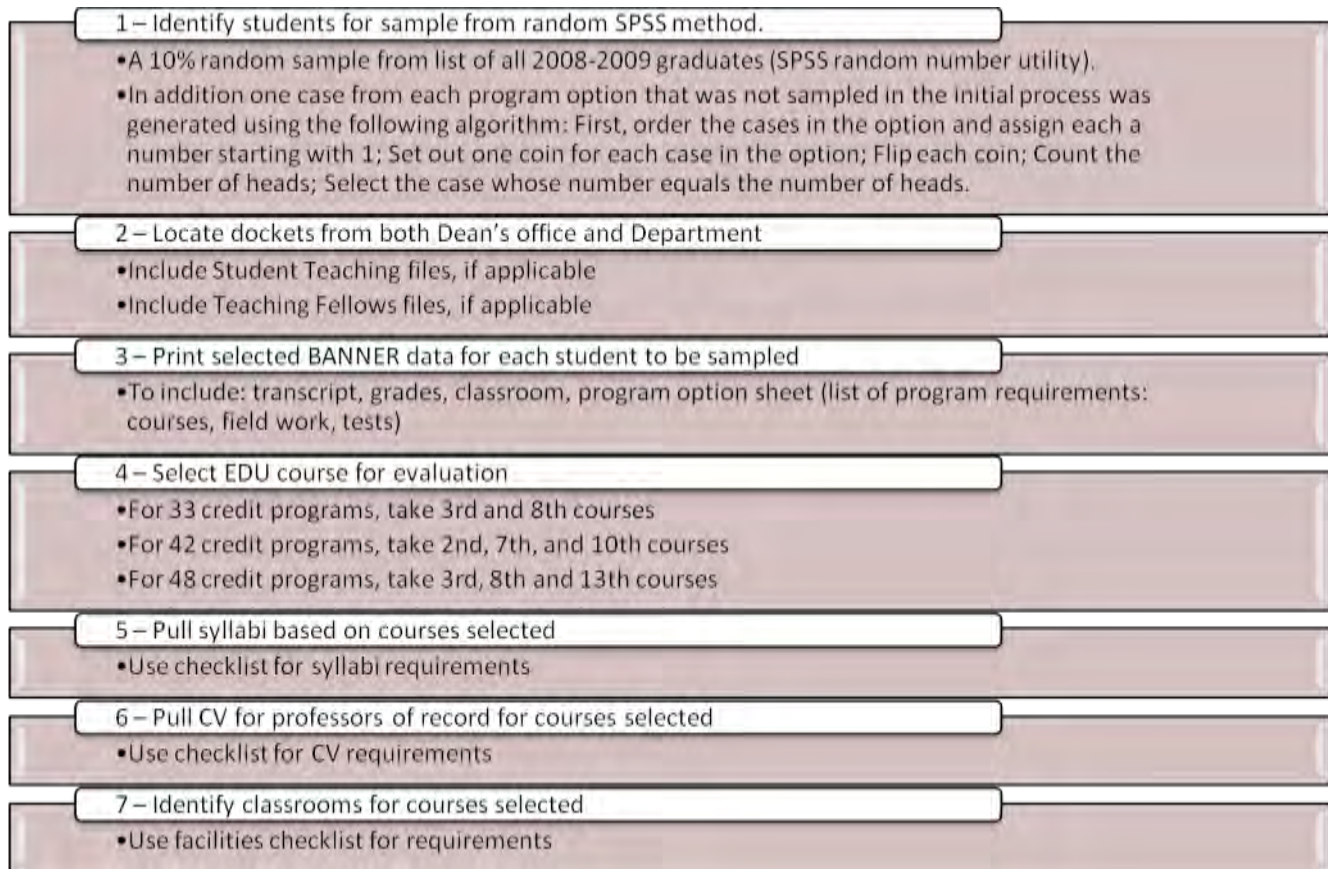 1 – Identify students for sample from random SPSS method.
•A 10% random sample from list of all 2008-2009 graduates (SPSS random number utility).
•In addition one case from each program option that was not sampled in the initial process was
generated using the following algorithm: First, order the cases in the option and assign each a
number starting with 1; Set out one coin for each case in the option; Flip each coin; Count the
number of heads; Select the case whose number equals the number of heads.
2 – Locate dockets from both Dean's office and Department
•Include Student Teaching files, if applicable
•Include Teaching Fellows files, if applicable
3 – Print selected BANNER data for each student to be sampled
•To include: transcript, grades, classroom, program option sheet (list of program requirements:
courses, field work, tests)
4 – Select EDU course for evaluation
•For 33 credit programs, take 3rd and 8th courses
•For 42 credit programs, take 2nd, 7th, and 10th courses
•For 48 credit programs, take 3rd, 8th and 13th courses
5 – Pull syllabi based on courses selected
•Use checklist for syllabi requirements
6 – Pull CV for professors of record for courses selected
•Use checklist for CV requirements
7 – Identify classrooms for courses selected
•Use facilities checklist for requirements